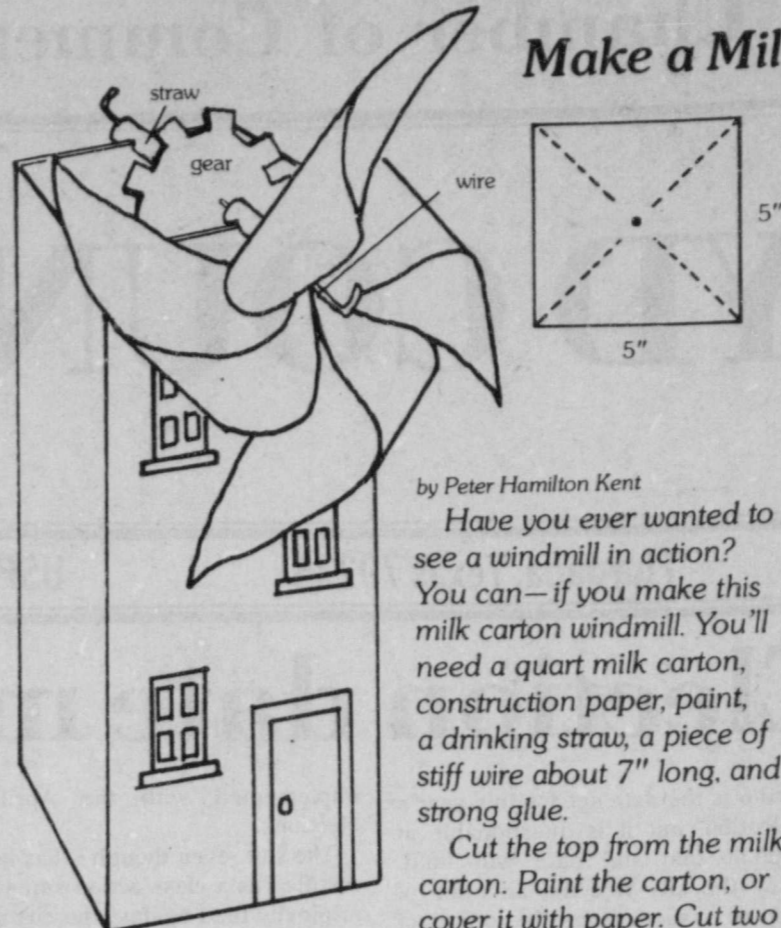 Make a Mil
straw
gear
wire
5"
5"
by Peter Hamilton Kent
Have you ever wanted to
see a windmill in action?
You can—if you make this
milk carton windmill. You'll
need a quart milk carton,
construction paper, paint,
a drinking straw, a piece of
stiff wire about 7" long, and
strong glue.
Cut the top from the milk
carton. Paint the carton, or
cover it with paper. Cut two